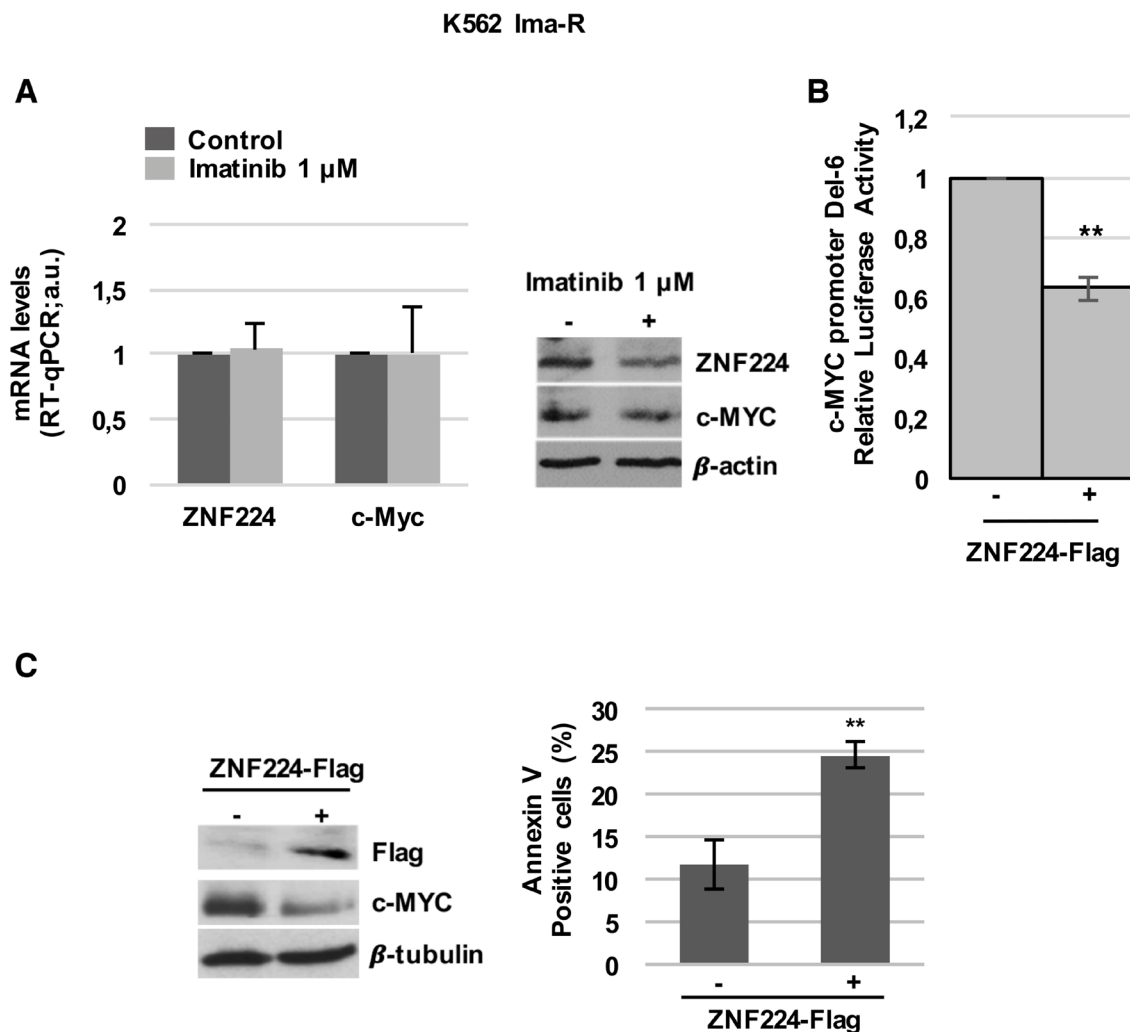 K562 Ima-R
A
Control
Imatinib 1 µM
mRNA levels
(RT-qPCR;a.u.)
2
1,5
1
0,5
0
ZNF224
c-Myc
Imatinib 1 µM
- +
ZNF224
c-MYC
β-actin
B
c-MYC promoter Del-6
Relative Luciferase Activity
1,2
1
0,8
0,6
0,4
0,2
0
**
- +
ZNF224-Flag
C
ZNF224-Flag
- +
Flag
c-MYC
β-tubulin
Annexin V
Positive cells (%)
30
25
20
15
10
5
0
**
- +
ZNF224-Flag